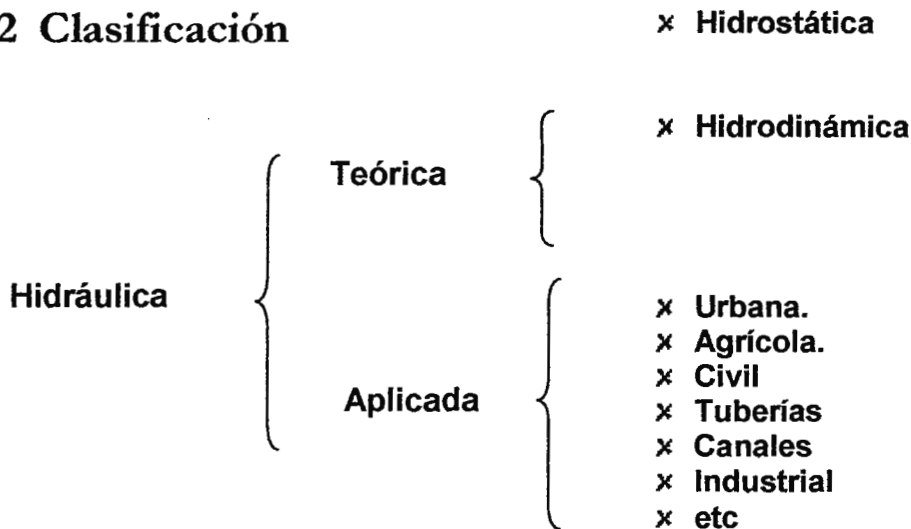 2 Clasificación
× Hidrostática
× Hidrodinámica
Teórica
Hidráulica
× Urbana.
× Agrícola.
× Civil
Aplicada
× Tuberías
× Canales
× Industrial
× etc